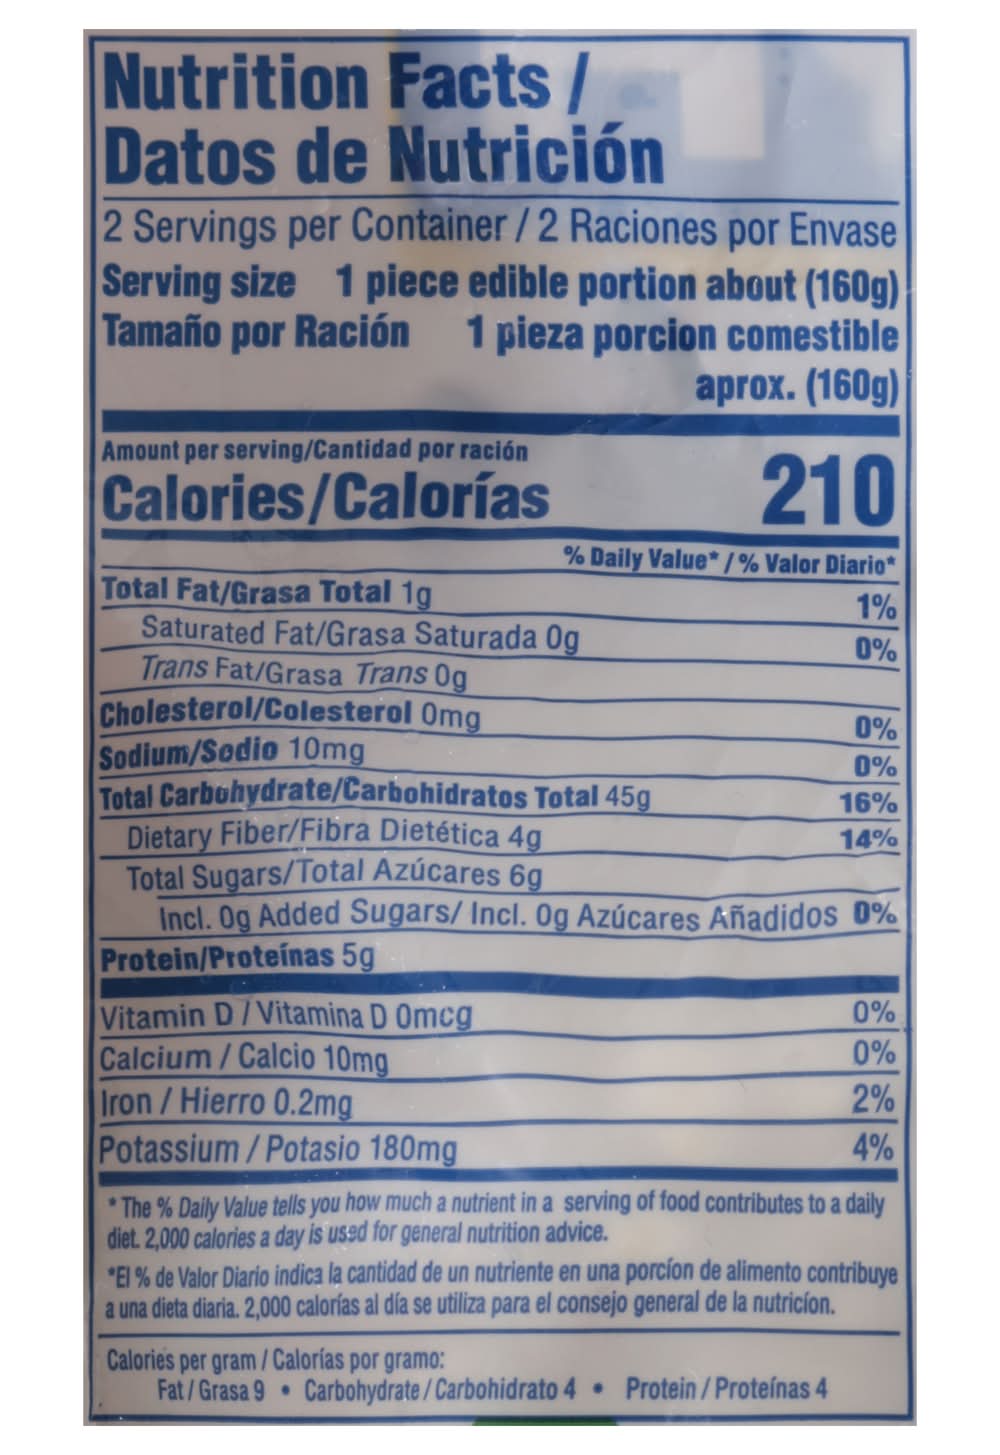 Nutrition Facts /
Datos de Nutrición
2 Servings per Container / 2 Raciones por Envase
Serving size 1 piece edible portion about (160g)
Tamaño por Ración 1 pieza porcion comestible
aprox. (160g)
Amount per serving/Cantidad por ración
Calories/Calorías 210
% Daily Value* / % Valor Diario*
Total Fat/Grasa Total 1g 1%
Saturated Fat/Grasa Saturada 0g 0%
Trans Fat/Grasa Trans 0g
Cholesterol/Colesterol 0mg 0%
Sodium/Sodio 10mg 0%
Total Carbohydrate/Carbohidratos Total 45g 16%
Dietary Fiber/Fibra Dietética 4g 14%
Total Sugars/Total Azúcares 6g
Incl. 0g Added Sugars/ Incl. 0g Azúcares Añadidos 0%
Protein/Proteínas 5g
Vitamin D / Vitamina D 0mcg 0%
Calcium / Calcio 10mg 0%
Iron / Hierro 0.2mg 2%
Potassium / Potasio 180mg 4%
* The % Daily Value tells you how much a nutrient in a serving of food contributes to a daily
diet. 2,000 calories a day is used for general nutrition advice.
*El % de Valor Diario indica la cantidad de un nutriente en una porcíon de alimento contribuye
a una dieta diaria. 2,000 calorías al día se utiliza para el consejo general de la nutricíon.
Calories per gram / Calorías por gramo:
Fat / Grasa 9 • Carbohydrate / Carbohidrato 4 • Protein / Proteínas 4